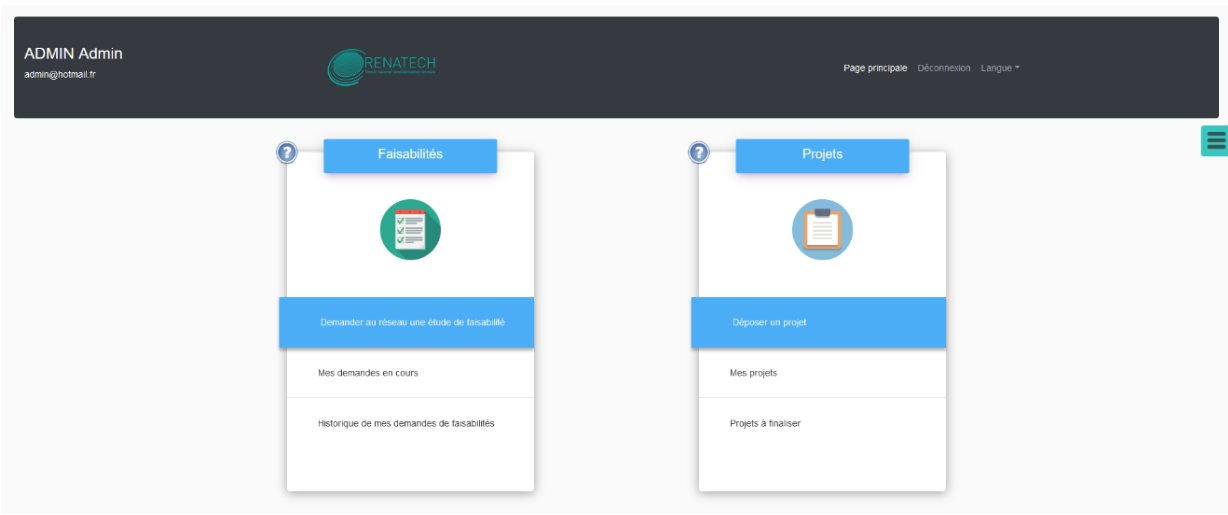 ADMIN Admin
admin@hotmail.fr
RENATECH
Page principale Déconnexion Langue
? Faisabilités
? Projets
Demander au réseau une étude de faisabilité
Mes demandes en cours
Historique de mes demandes de faisabilités
Déposer un projet
Mes projets
Projets à finaliser